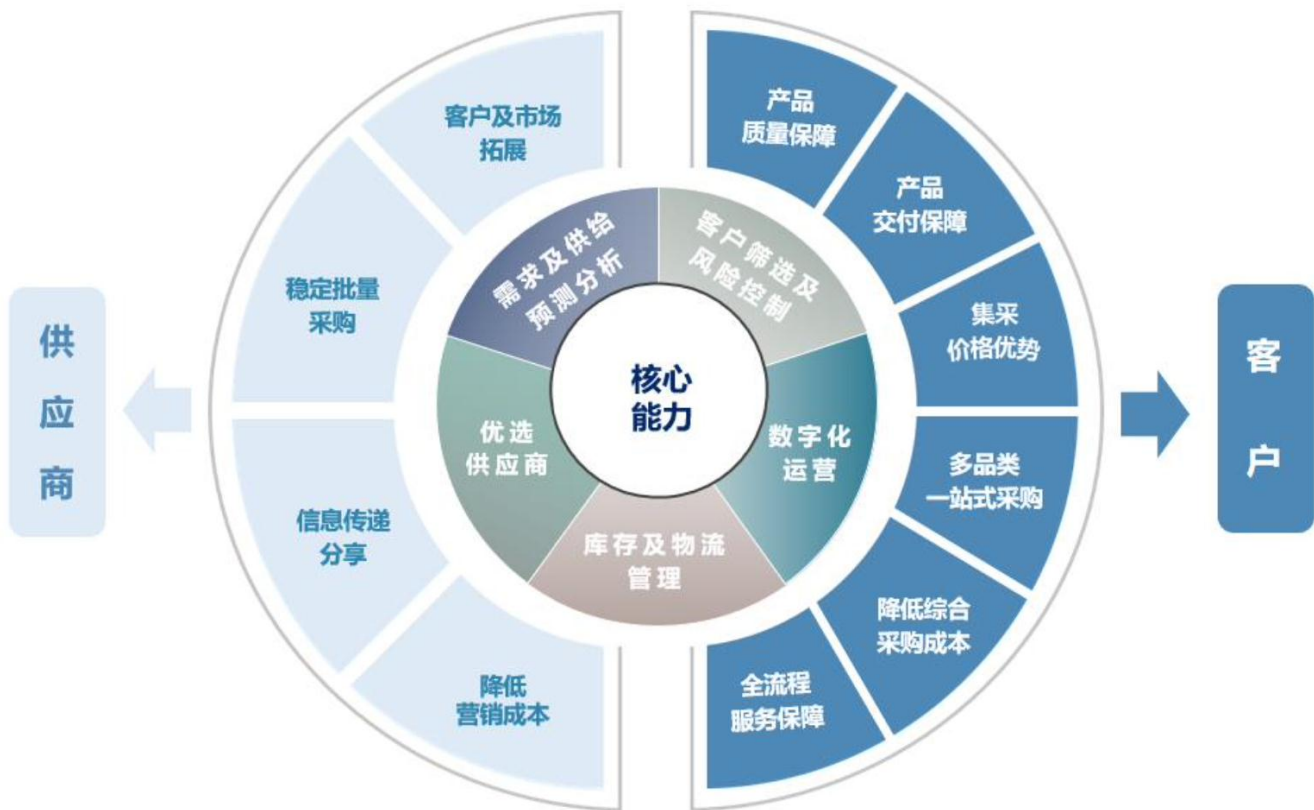 供
应
商
客户及市场
拓展
稳定批量
采购
信息传递
分享
降低
营销成本
需求及供给
预测分析
客户筛选及
风险控制
优选
供应商
核心
能力
数字化
运营
库存及物流
管理
产品
质量保障
产品
交付保障
集采
价格优势
多品类
一站式采购
降低综合
采购成本
全流程
服务保障
客
户